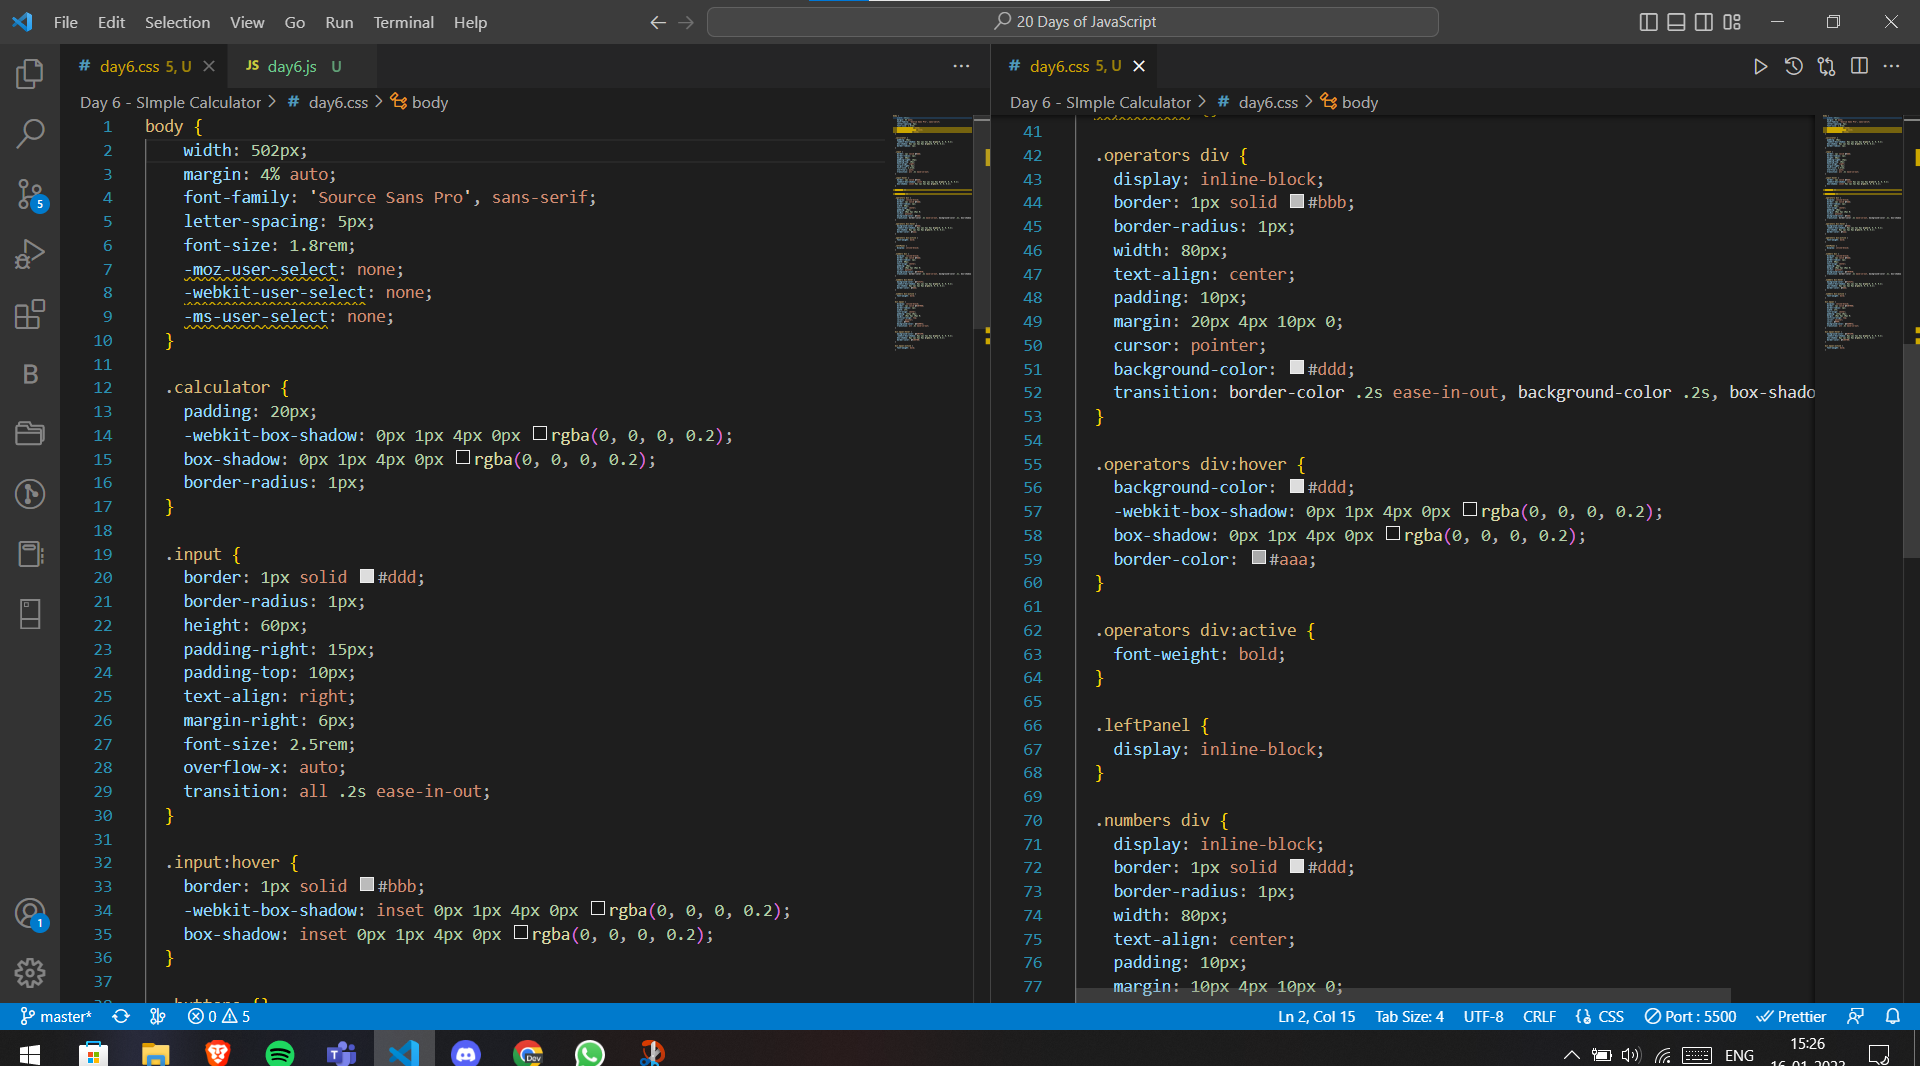 File Edit Selection View Go Run Terminal Help
20 Days of JavaScript
# day6.css 5, U
JS day6.js U
Day 6 - SImple Calculator > # day6.css > body
1 body {
2 width: 502px;
3 margin: 4% auto;
4 font-family: 'Source Sans Pro', sans-serif;
5 letter-spacing: 5px;
6 font-size: 1.8rem;
7 -moz-user-select: none;
8 -webkit-user-select: none;
9 -ms-user-select: none;
10 }
11
12 .calculator {
13 padding: 20px;
14 -webkit-box-shadow: 0px 1px 4px 0px rgba(0, 0, 0, 0.2);
15 box-shadow: 0px 1px 4px 0px rgba(0, 0, 0, 0.2);
16 border-radius: 1px;
17 }
18
19 .input {
20 border: 1px solid #ddd;
21 border-radius: 1px;
22 height: 60px;
23 padding-right: 15px;
24 padding-top: 10px;
25 text-align: right;
26 margin-right: 6px;
27 font-size: 2.5rem;
28 overflow-x: auto;
29 transition: all .2s ease-in-out;
30 }
31
32 .input:hover {
33 border: 1px solid #bbb;
34 -webkit-box-shadow: inset 0px 1px 4px 0px rgba(0, 0, 0, 0.2);
35 box-shadow: inset 0px 1px 4px 0px rgba(0, 0, 0, 0.2);
36 }
37
# day6.css 5, U
Day 6 - SImple Calculator > # day6.css > body
41
42 .operators div {
43 display: inline-block;
44 border: 1px solid #bbb;
45 border-radius: 1px;
46 width: 80px;
47 text-align: center;
48 padding: 10px;
49 margin: 20px 4px 10px 0;
50 cursor: pointer;
51 background-color: #ddd;
52 transition: border-color .2s ease-in-out, background-color .2s, box-shado
53 }
54
55 .operators div:hover {
56 background-color: #ddd;
57 -webkit-box-shadow: 0px 1px 4px 0px rgba(0, 0, 0, 0.2);
58 box-shadow: 0px 1px 4px 0px rgba(0, 0, 0, 0.2);
59 border-color: #aaa;
60 }
61
62 .operators div:active {
63 font-weight: bold;
64 }
65
66 .leftPanel {
67 display: inline-block;
68 }
69
70 .numbers div {
71 display: inline-block;
72 border: 1px solid #ddd;
73 border-radius: 1px;
74 width: 80px;
75 text-align: center;
76 padding: 10px;
77 margin: 10px 4px 10px 0;
5
B
1
master* 0 5 Ln 2, Col 15 Tab Size: 4 UTF-8 CRLF {} CSS Port : 5500 Prettier
Dev
ENG
15:26